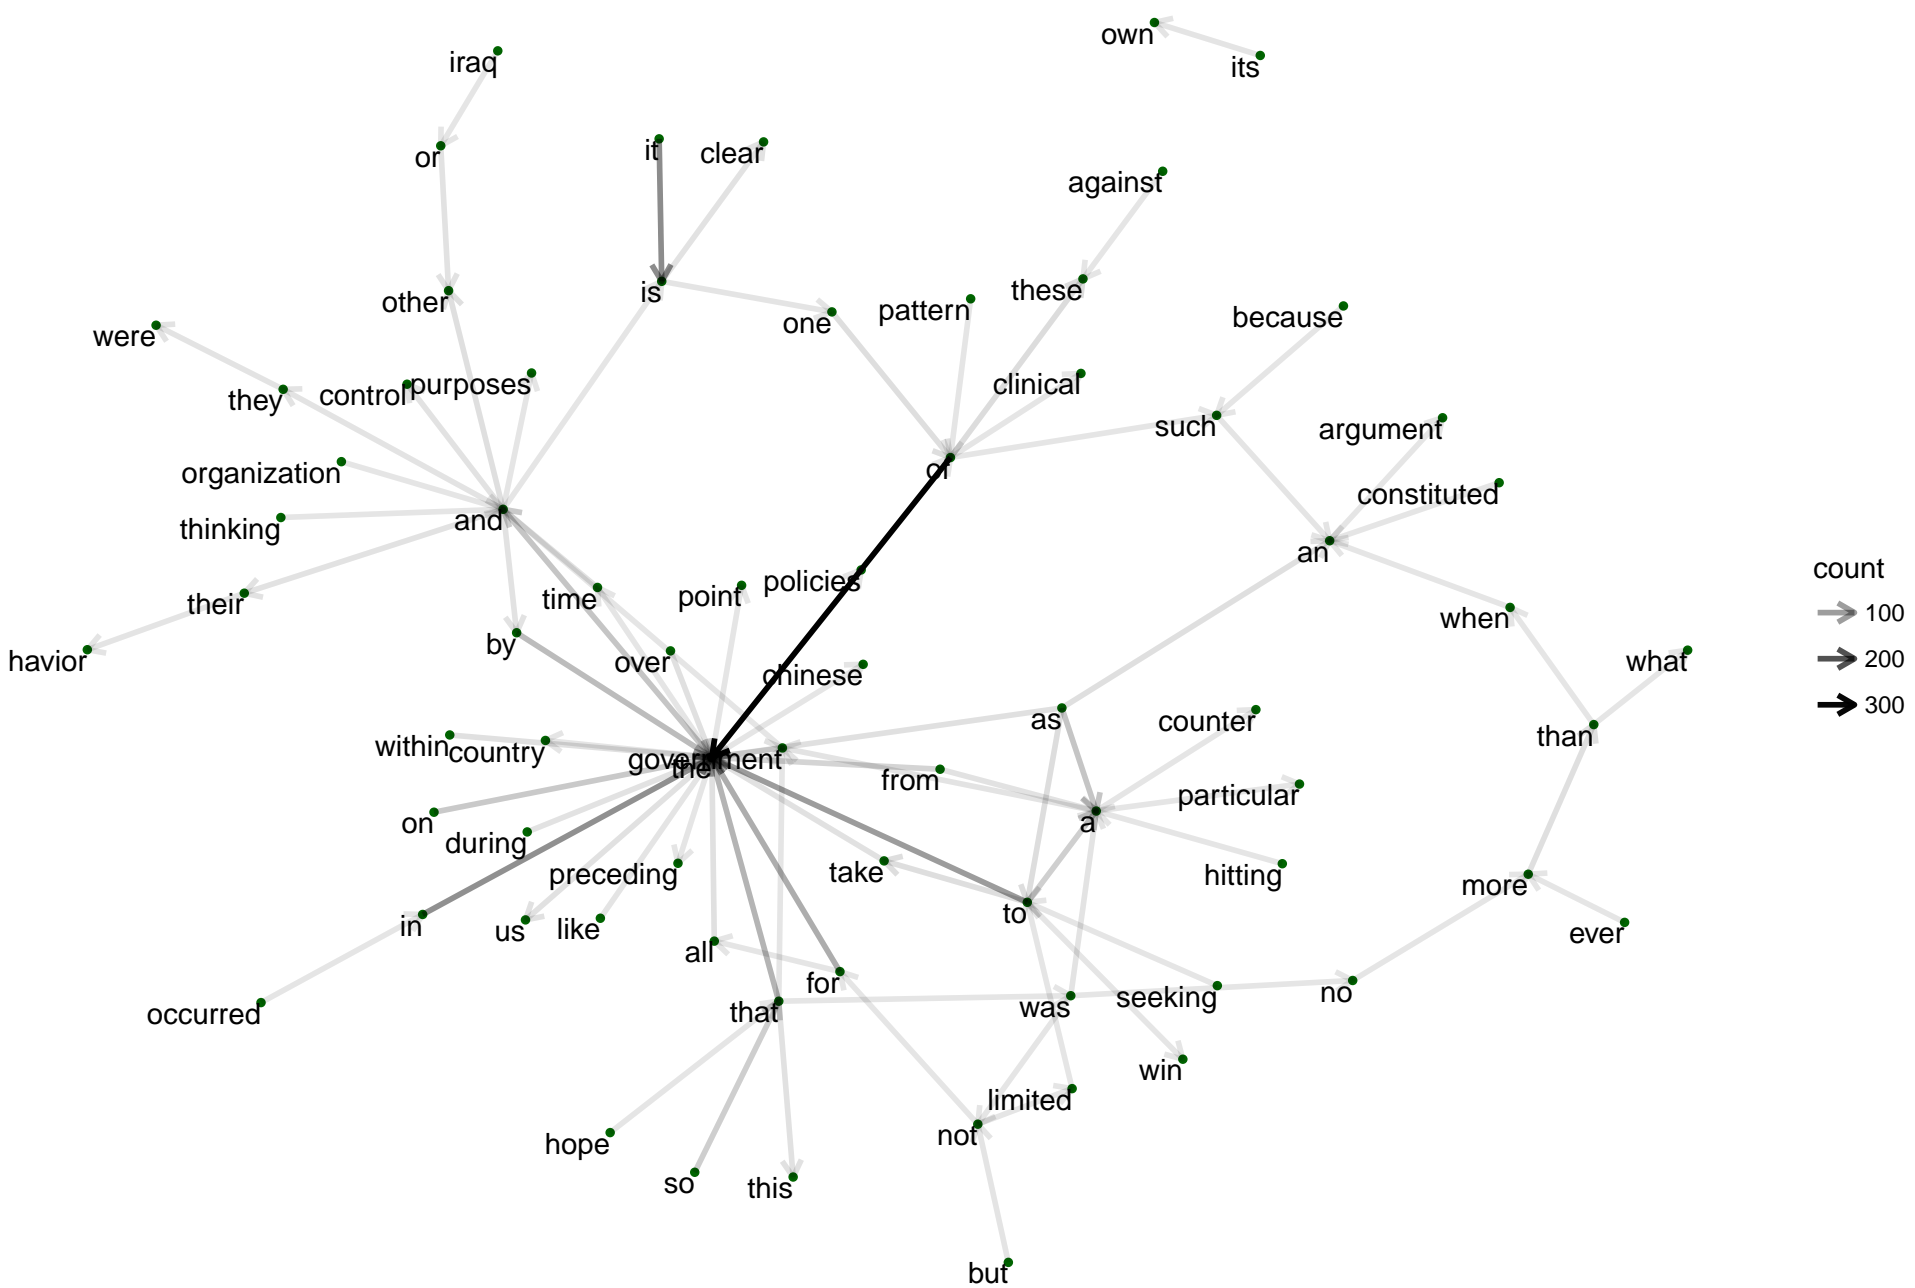 own
its
iraq
or
it
clear
against
is
these
other
one
pattern
because
were
clinical
they
control
purposes
such
argument
of
organization
constituted
and
thinking
an
policies
point
time
their
when
by
over
havior
chinese
what
as
counter
within
country
government
the
than
from
particular
on
a
during
preceding
take
hitting
more
to
in
us
like
ever
all
for
that
was
seeking
no
occurred
win
limited
not
hope
so
this
but
count
100
200
300